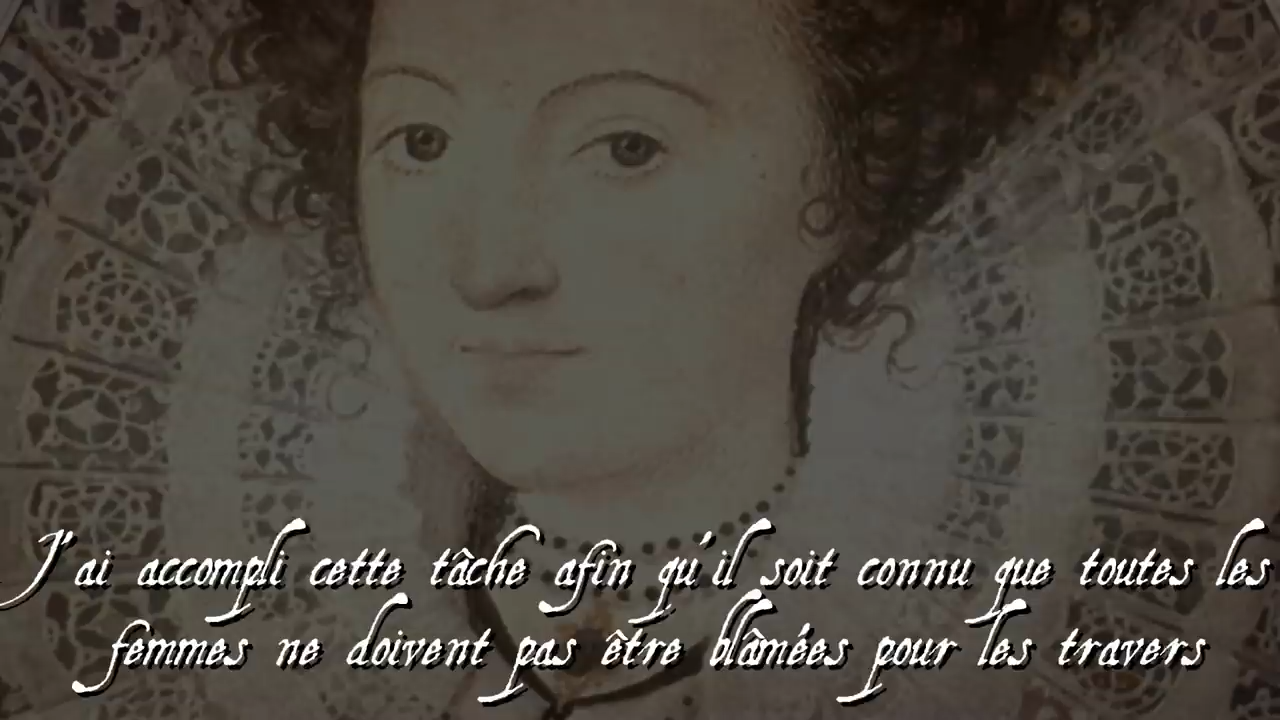 J'ai accompli cette tâche afin qu'il soit connu que toutes les
femmes ne doivent pas être blâmées pour les travers